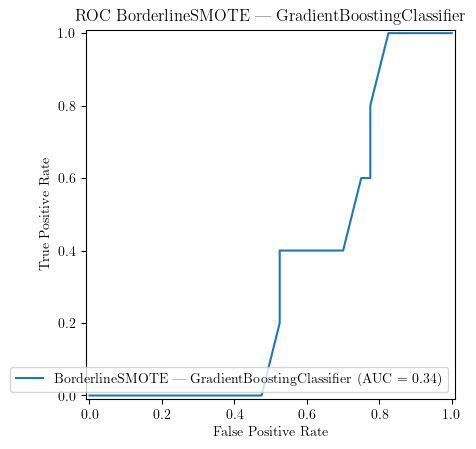 ROC BorderlineSMOTE — GradientBoostingClassifier
1.0
0.8
0.6
0.4
0.2
0.0
True Positive Rate
BorderlineSMOTE — GradientBoostingClassifier (AUC = 0.34)
0.0 0.2 0.4 0.6 0.8 1.0
False Positive Rate